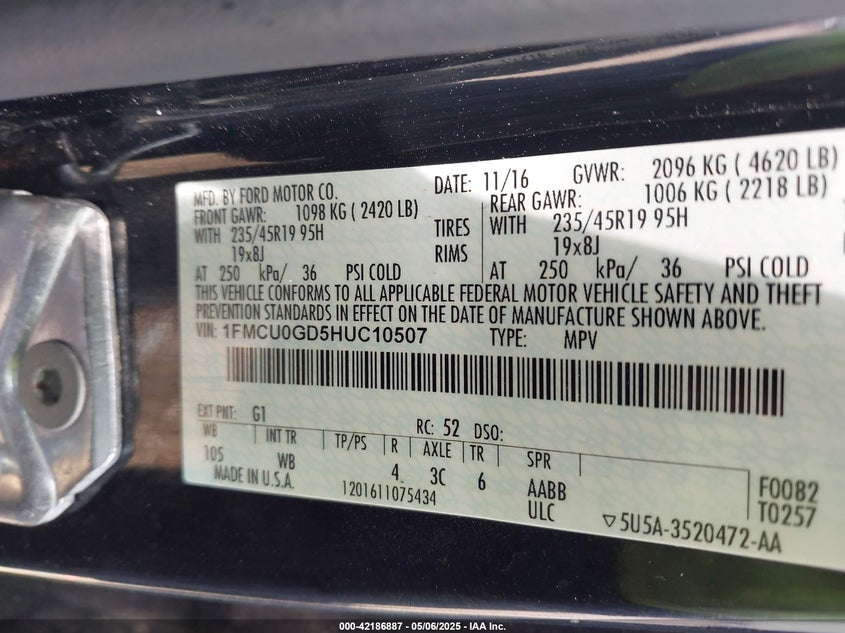 MFD. BY FORD MOTOR CO.
DATE: 11/16 GVWR: 2096 KG ( 4620 LB)
FRONT GAWR: 1098 KG ( 2420 LB) REAR GAWR: 1006 KG ( 2218 LB)
WITH 235/45R19 95H TIRES WITH 235/45R19 95H
19x8J RIMS 19x8J
AT 250 kPa/ 36 PSI COLD AT 250 kPa/ 36 PSI COLD
THIS VEHICLE CONFORMS TO ALL APPLICABLE FEDERAL MOTOR VEHICLE SAFETY AND THEFT
PREVENTION STANDARDS IN EFFECT ON THE DATE OF MANUFACTURE SHOWN ABOVE.
VIN: 1FMCU0GD5HUC10507 TYPE: MPV
EXT PNT: G1 RC: 52 DSO:
WB INT TR TP/PS R AXLE TR SPR
105 WB 4 3C 6 AABB F0082
MADE IN U.S.A. 1201611075434 ULC T0257
▽5U5A-3520472-AA
000-42186887 - 05/06/2025 - IAA Inc.